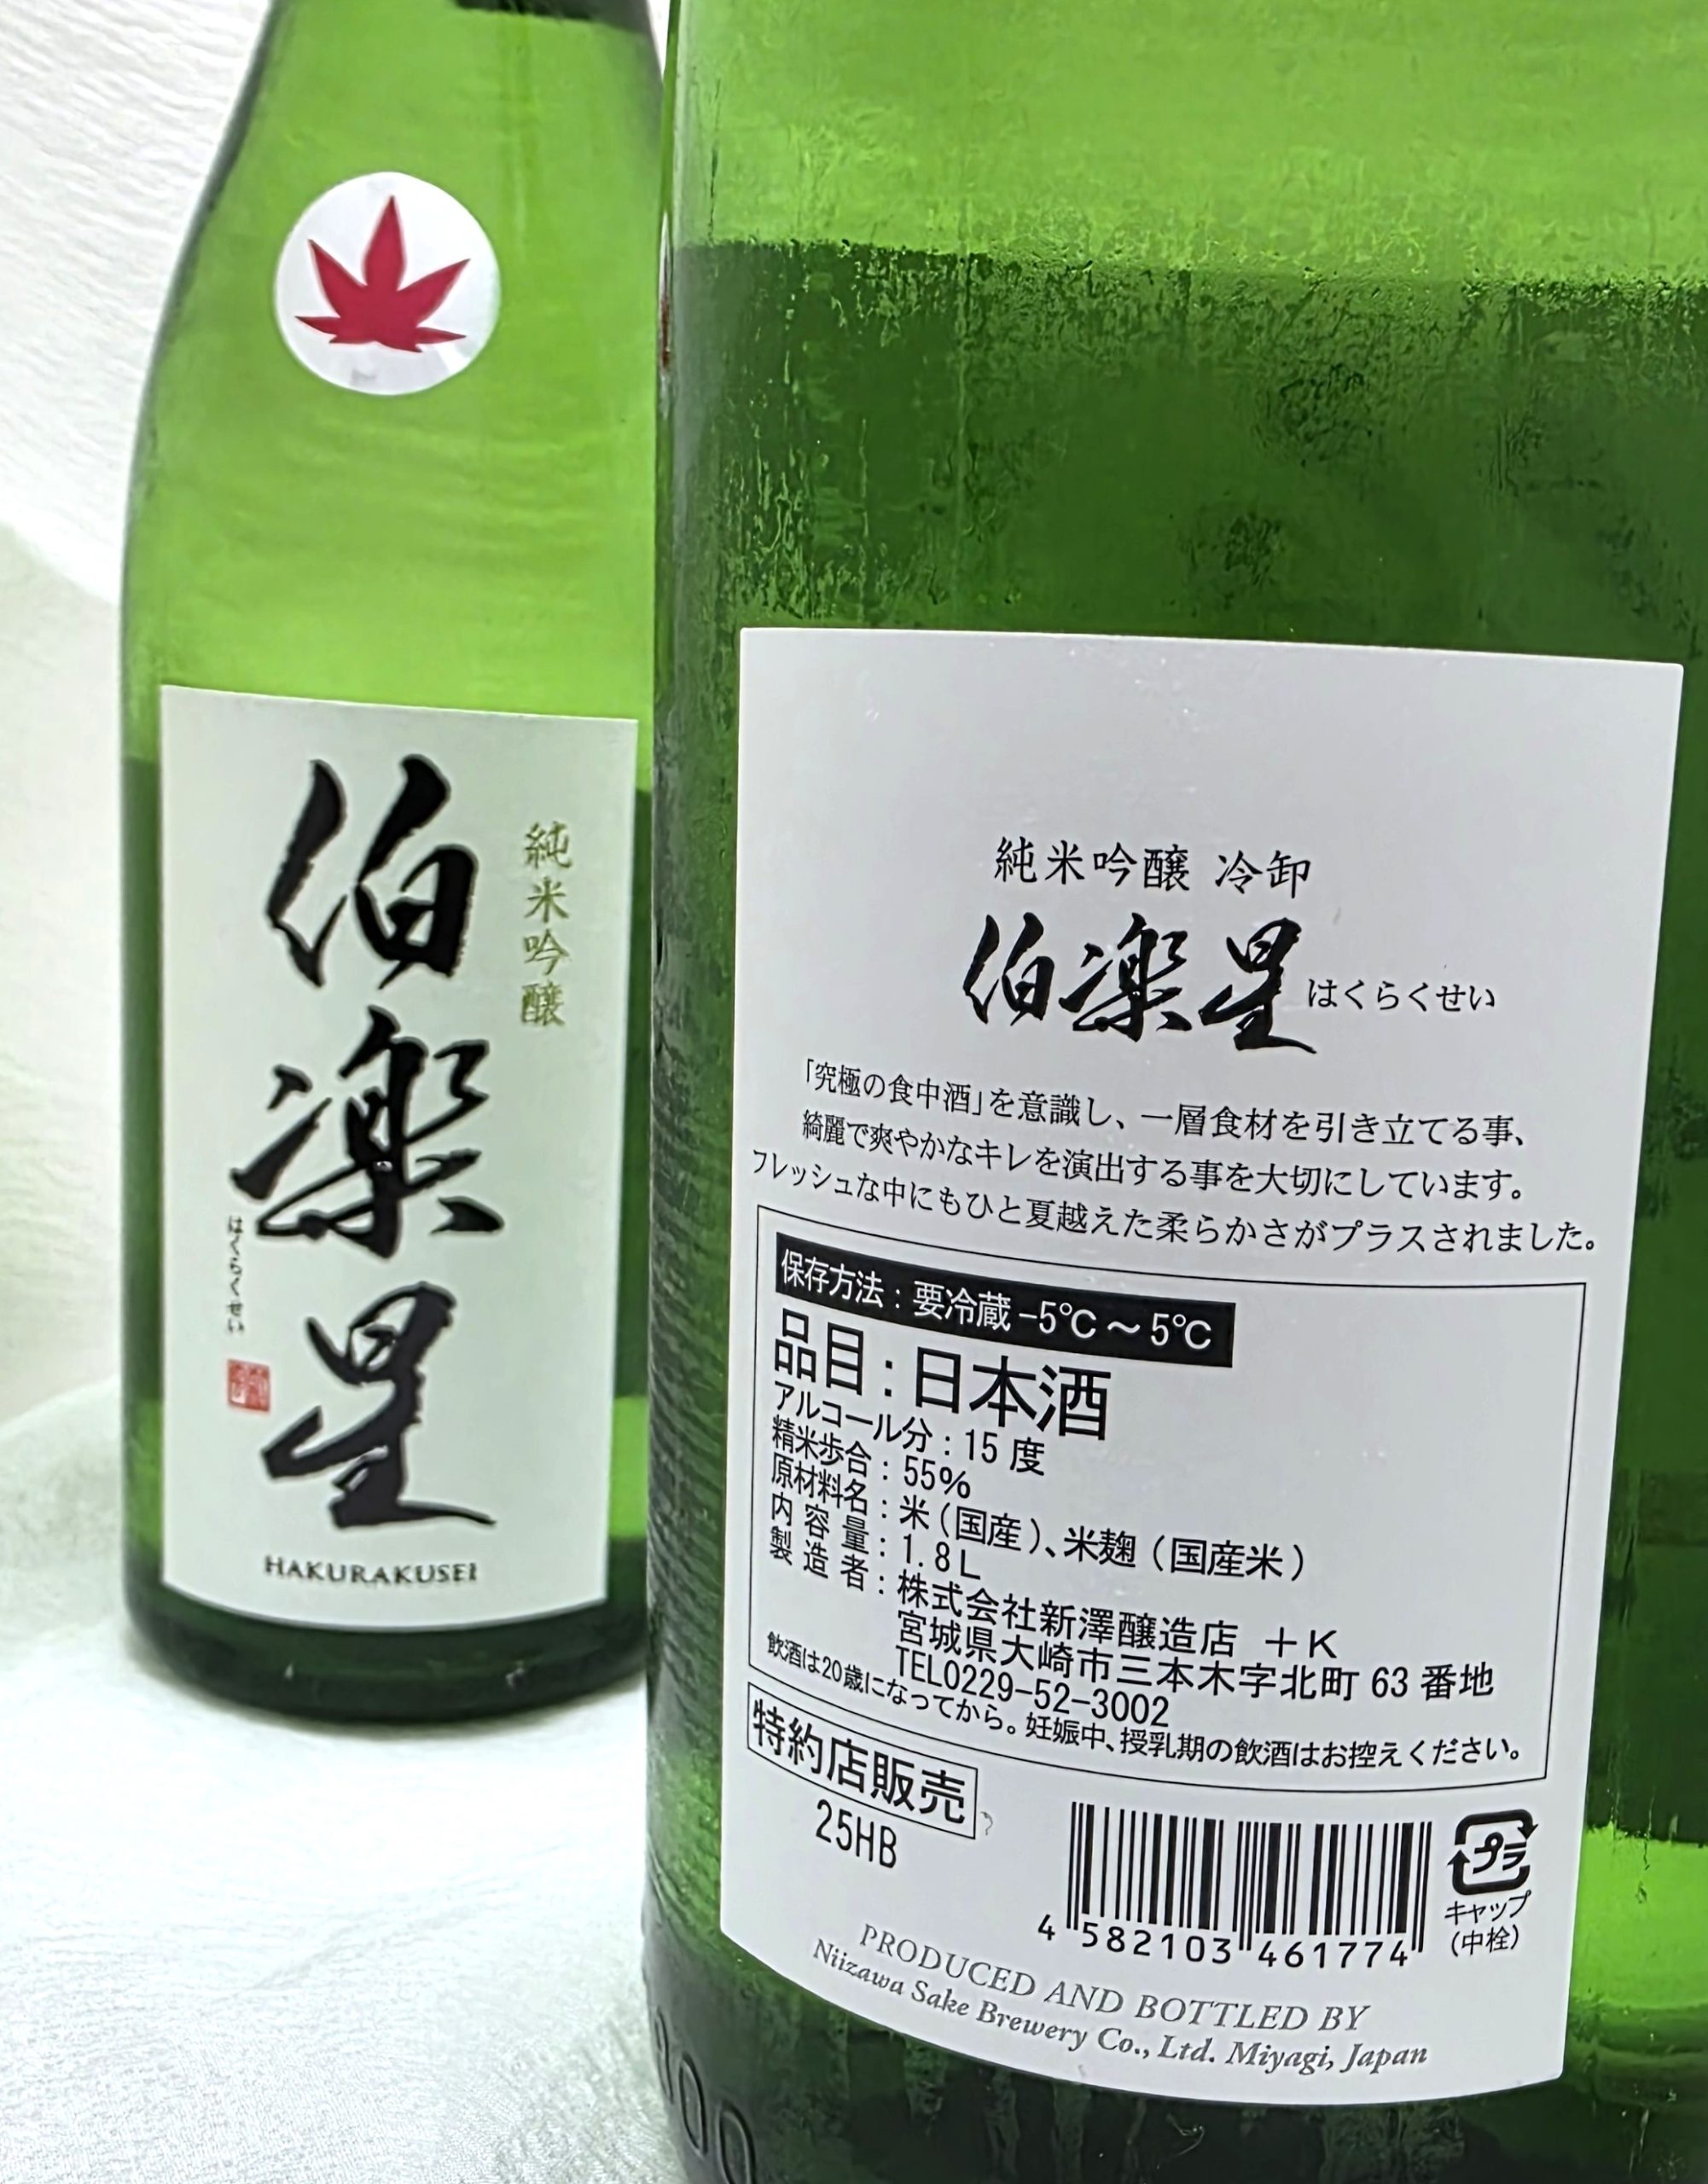 伯楽星
純米吟醸
はくらくせい
HAKURAKUSEI
純米吟醸 冷卸
伯楽星 はくらくせい
「究極の食中酒」を意識し、一層食材を引き立てる事、
綺麗で爽やかなキレを演出する事を大切にしています。
フレッシュな中にもひと夏越えた柔らかさがプラスされました。
保存方法:要冷蔵-5℃~5℃
品目:日本酒
アルコール分:15度
精米歩合:55%
原材料名:米(国産)、米麹(国産米)
内容量:1.8L
製造者:株式会社新澤醸造店 +K
宮城県大崎市三本木字北町63番地
TEL0229-52-3002
飲酒は20歳になってから。妊娠中、授乳期の飲酒はお控えください。
特約店販売
25HB
4 582103 461774
プラ
キャップ
(中栓)
PRODUCED AND BOTTLED BY
Niizawa Sake Brewery Co., Ltd. Miyagi, Japan